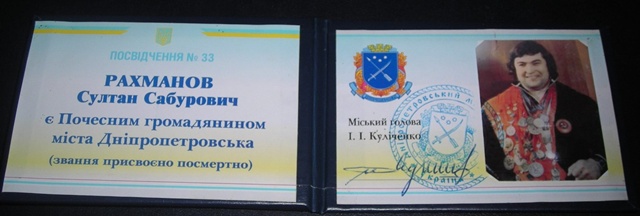 ПОСВІДЧЕННЯ № 33
РАХМАНОВ
Султан Сабурович
є Почесним громадянином
міста Дніпропетровська
(звання присвоєно посмертно)
Міський голова
І. І. Куліченко